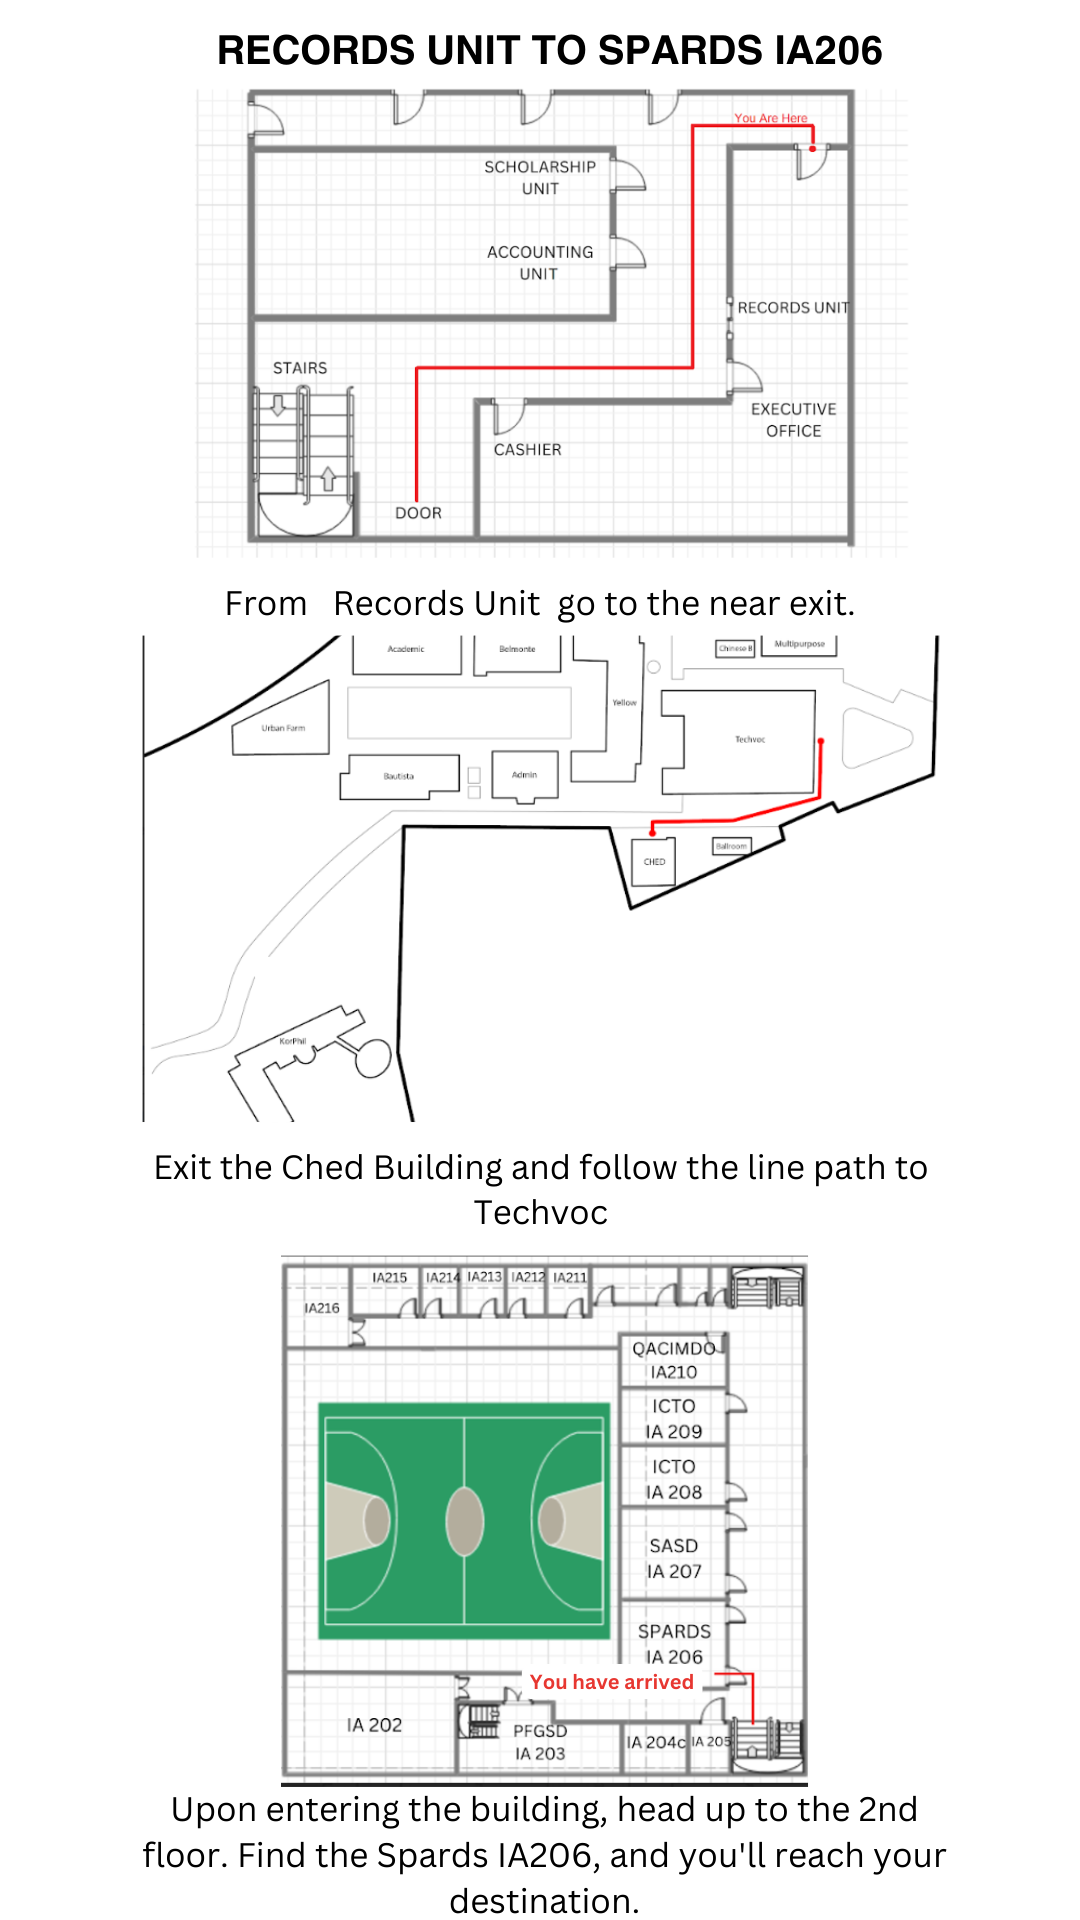 RECORDS UNIT TO SPARDS IA206
You Are Here
SCHOLARSHIP
UNIT
ACCOUNTING
UNIT
RECORDS UNIT
STAIRS
EXECUTIVE
OFFICE
CASHIER
DOOR
From Records Unit go to the near exit.
Academic
Belmonte
Chinese B
Multipurpose
Yellow
Urban Farm
Techvoc
Bautista
Admin
Ballroom
CHED
KorPhil
Exit the Ched Building and follow the line path to
Techvoc
IA215
IA214
IA213
IA212
IA211
IA216
QACIMDO
IA210
ICTO
IA 209
ICTO
IA 208
SASD
IA 207
SPARDS
IA 206
You have arrived
IA 202
PFGSD
IA 203
IA 204c
IA 205
Upon entering the building, head up to the 2nd
floor. Find the Spards IA206, and you'll reach your
destination.